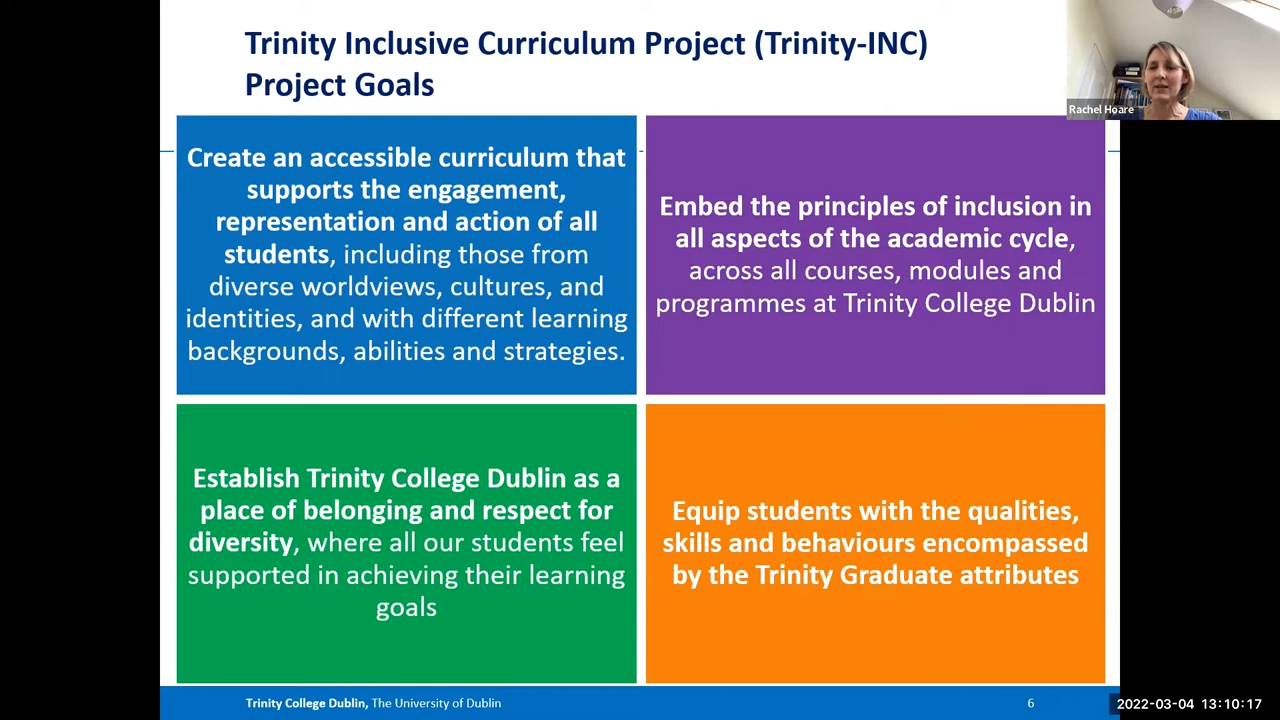 Trinity Inclusive Curriculum Project (Trinity-INC)
Project Goals
Rachel Hoare
Create an accessible curriculum that
supports the engagement,
representation and action of all
students, including those from
diverse worldviews, cultures, and
identities, and with different learning
backgrounds, abilities and strategies.
Embed the principles of inclusion in
all aspects of the academic cycle,
across all courses, modules and
programmes at Trinity College Dublin
Establish Trinity College Dublin as a
place of belonging and respect for
diversity, where all our students feel
supported in achieving their learning
goals
Equip students with the qualities,
skills and behaviours encompassed
by the Trinity Graduate attributes
Trinity College Dublin, The University of Dublin
6
2022-03-04 13:10:17